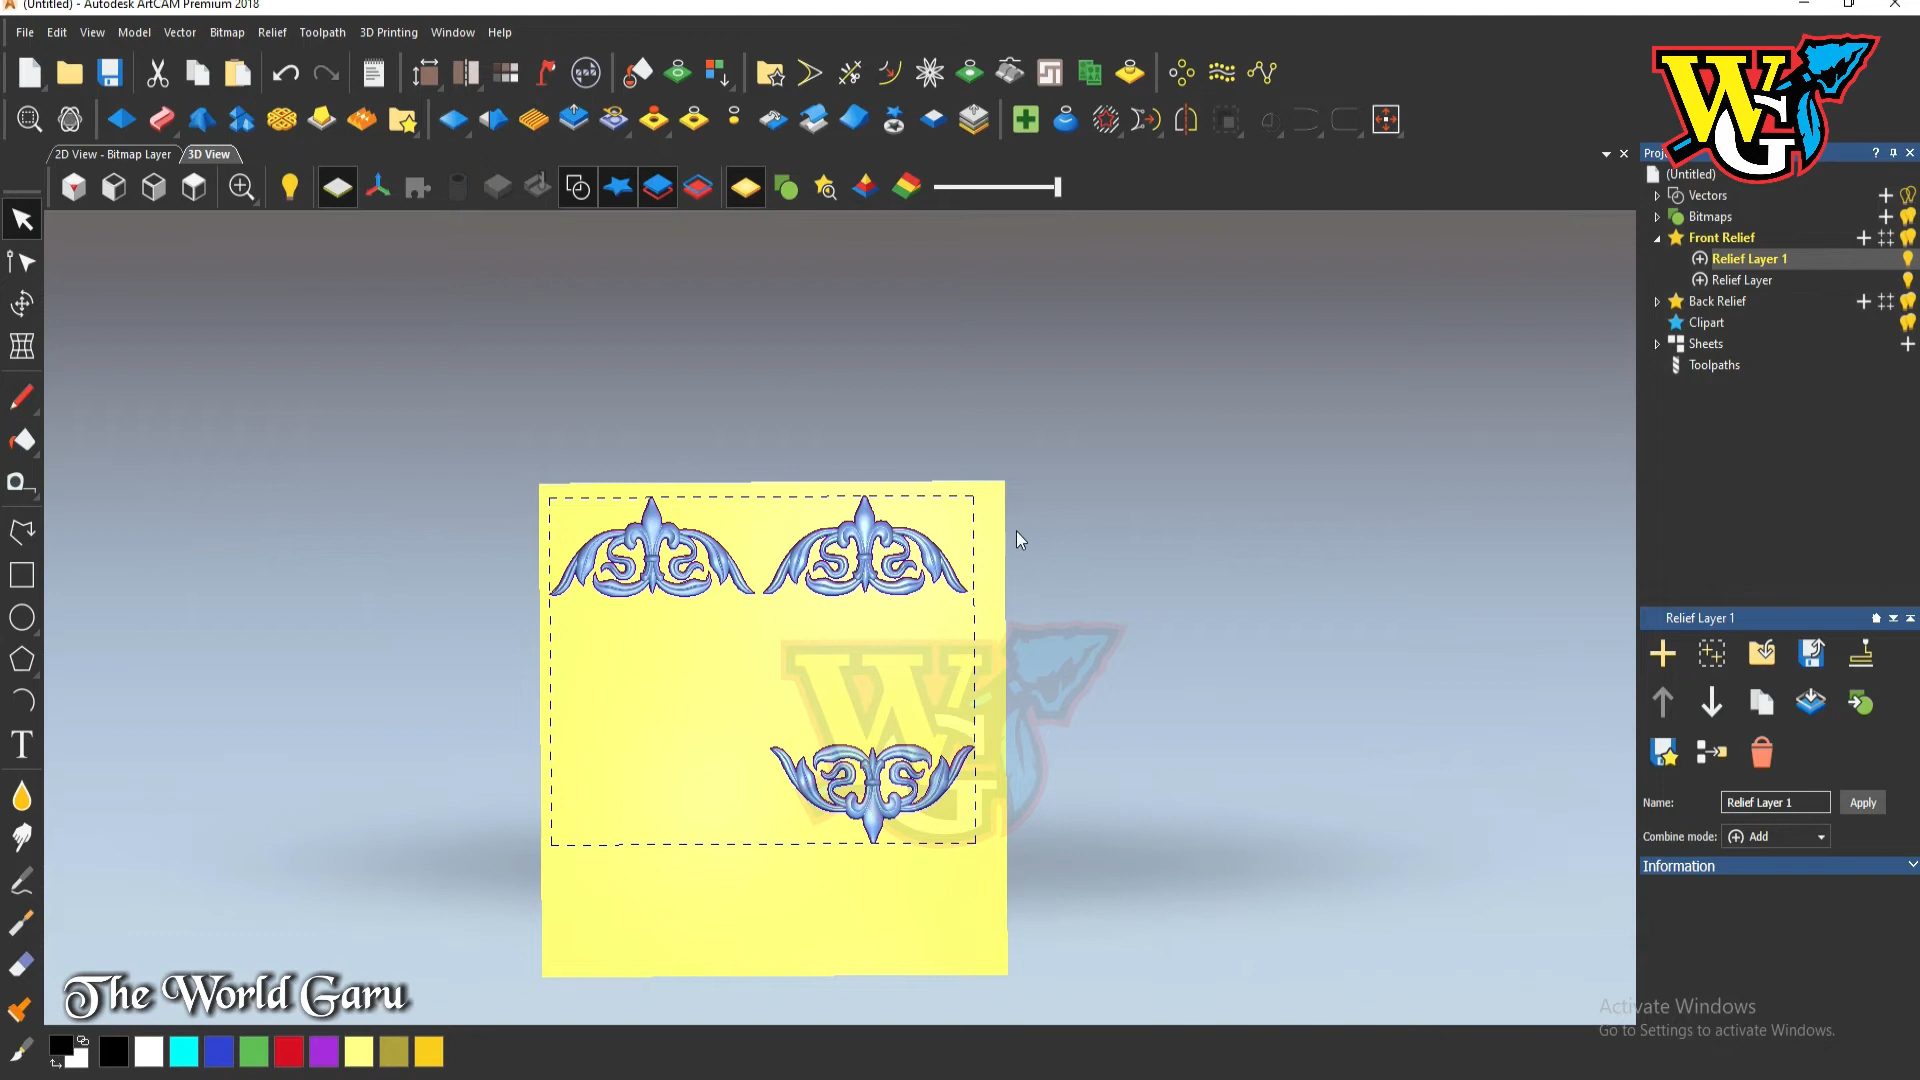 (Untitled) - Autodesk ArtCAM Premium 2018
File Edit View Model Vector Bitmap Relief Toolpath 3D Printing Window Help
WG
2D View - Bitmap Layer 3D View
(Untitled)
Vectors
Bitmaps
Front Relief
Relief Layer 1
Relief Layer
Back Relief
Clipart
Sheets
Toolpaths
Relief Layer 1
Name: Relief Layer 1 Apply
Combine mode: Add
Information
WG
The World Garu
Activate Windows
Go to Settings to activate Windows.